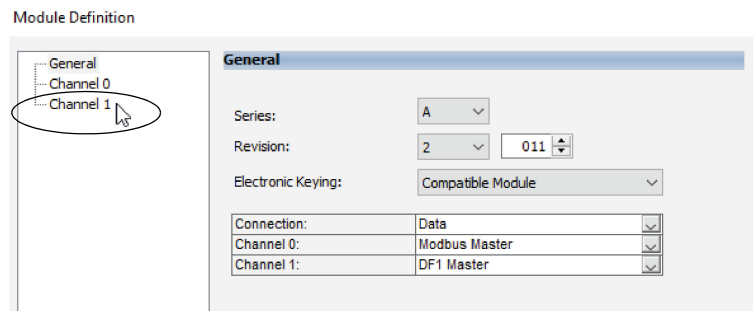 Module Definition
General
Channel 0
Channel 1
General
Series: A
Revision: 2 011
Electronic Keying: Compatible Module
Connection: Data
Channel 0: Modbus Master
Channel 1: DF1 Master